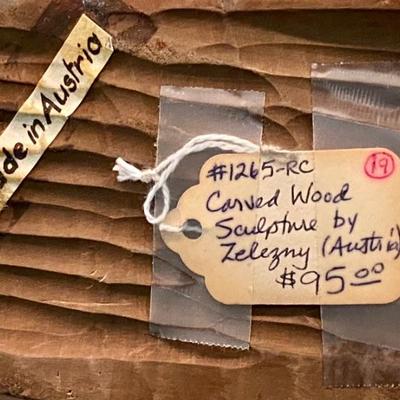 de in Austria
#1265-RC
19
Carved Wood
Sculpture by
Zelezny (Austria)
$95.00